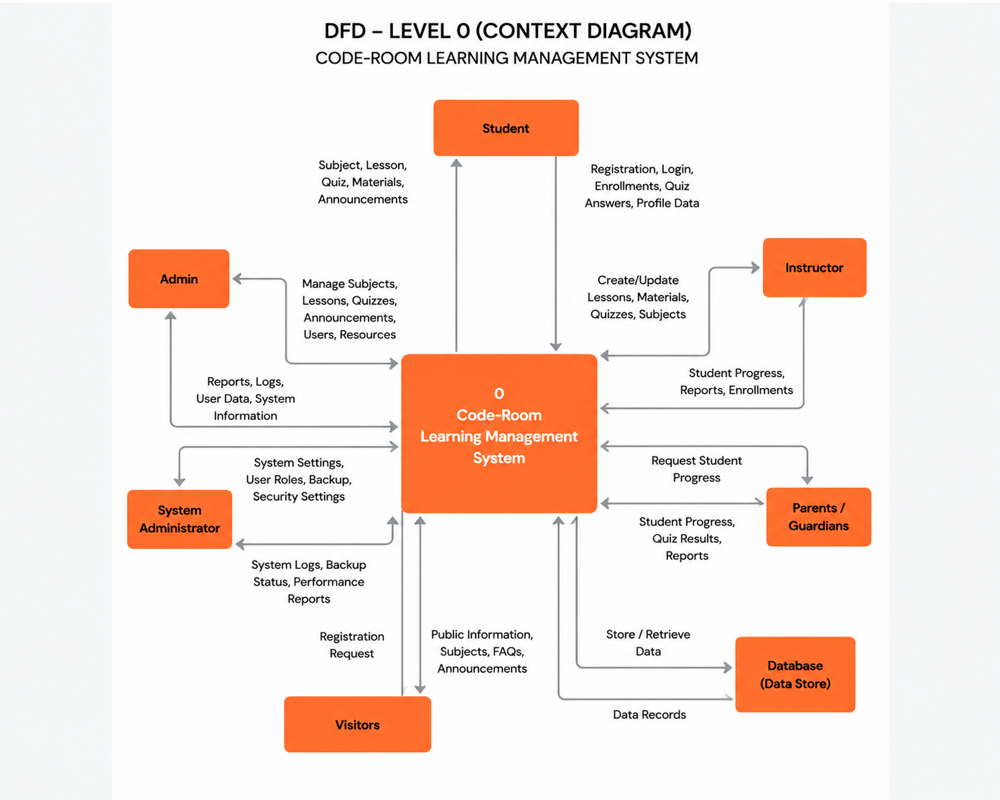 DFD – LEVEL 0 (CONTEXT DIAGRAM)
CODE-ROOM LEARNING MANAGEMENT SYSTEM
Student
Subject, Lesson,
Quiz, Materials,
Announcements
Registration, Login,
Enrollments, Quiz
Answers, Profile Data
Admin
Manage Subjects,
Lessons, Quizzes,
Announcements,
Users, Resources
Create/Update
Lessons, Materials,
Quizzes, Subjects
Instructor
Reports, Logs,
User Data, System
Information
0
Code-Room
Learning Management
System
Student Progress,
Reports, Enrollments
System Settings,
User Roles, Backup,
Security Settings
Request Student
Progress
System
Administrator
Parents /
Guardians
Student Progress,
Quiz Results,
Reports
System Logs, Backup
Status, Performance
Reports
Registration
Request
Public Information,
Subjects, FAQs,
Announcements
Store / Retrieve
Data
Database
(Data Store)
Data Records
Visitors